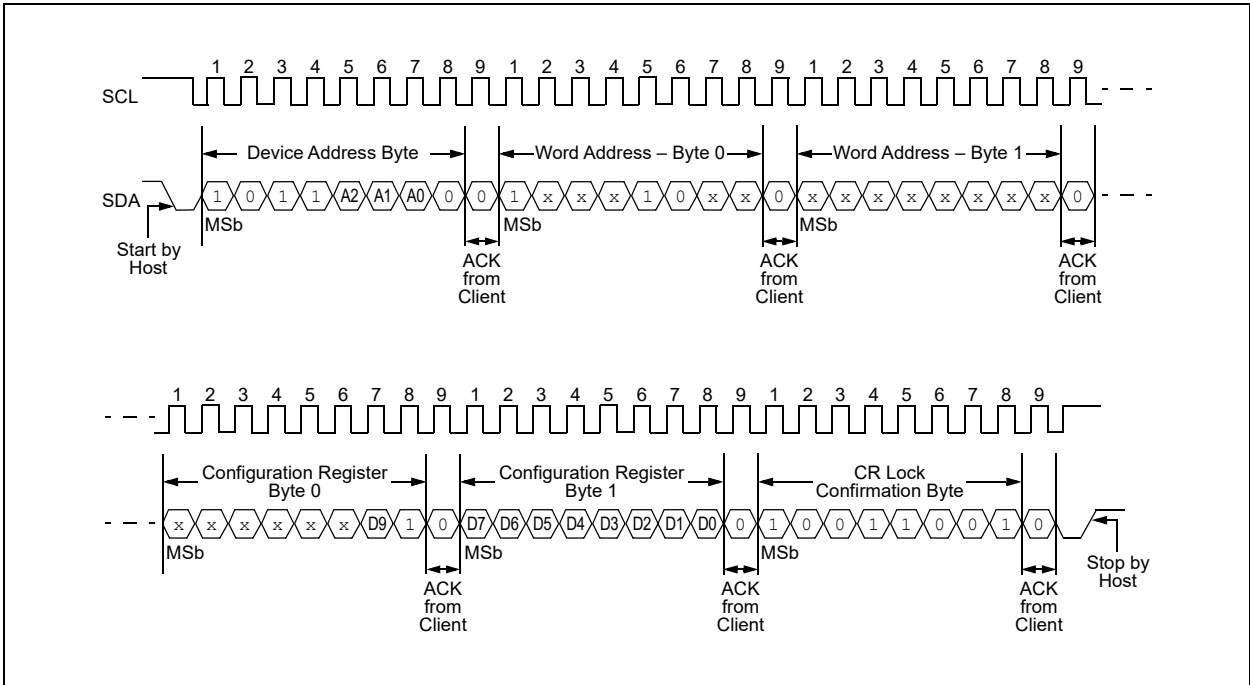 1 2 3 4 5 6 7 8 9 1 2 3 4 5 6 7 8 9 1 2 3 4 5 6 7 8 9
SCL
Device Address Byte
Word Address – Byte 0
Word Address – Byte 1
SDA
1 0 1 1 A2 A1 A0 0 0 1 x x x 1 0 x x 0 x x x x x x x x 0
MSb
MSb
MSb
Start by
Host
ACK
from
Client
ACK
from
Client
ACK
from
Client
1 2 3 4 5 6 7 8 9 1 2 3 4 5 6 7 8 9 1 2 3 4 5 6 7 8 9
Configuration Register
Byte 0
Configuration Register
Byte 1
CR Lock
Confirmation Byte
x x x x x x D9 1 0 D7 D6 D5 D4 D3 D2 D1 D0 0 1 0 0 1 1 0 0 1 0
MSb
MSb
MSb
Stop by
Host
ACK
from
Client
ACK
from
Client
ACK
from
Client